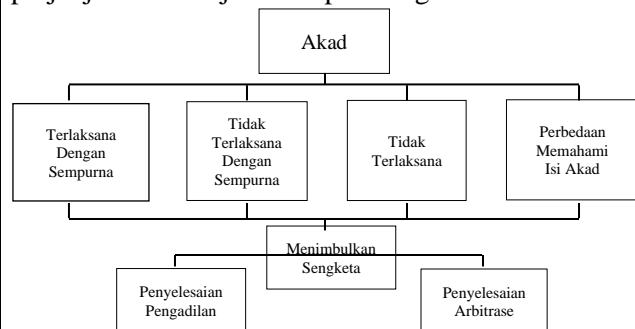 Akad
Terlaksana
Dengan
Sempurna
Tidak
Terlaksana
Dengan
Sempurna
Tidak
Terlaksana
Perbedaan
Memahami
Isi Akad
Menimbulkan
Sengketa
Penyelesaian
Pengadilan
Penyelesaian
Arbitrase